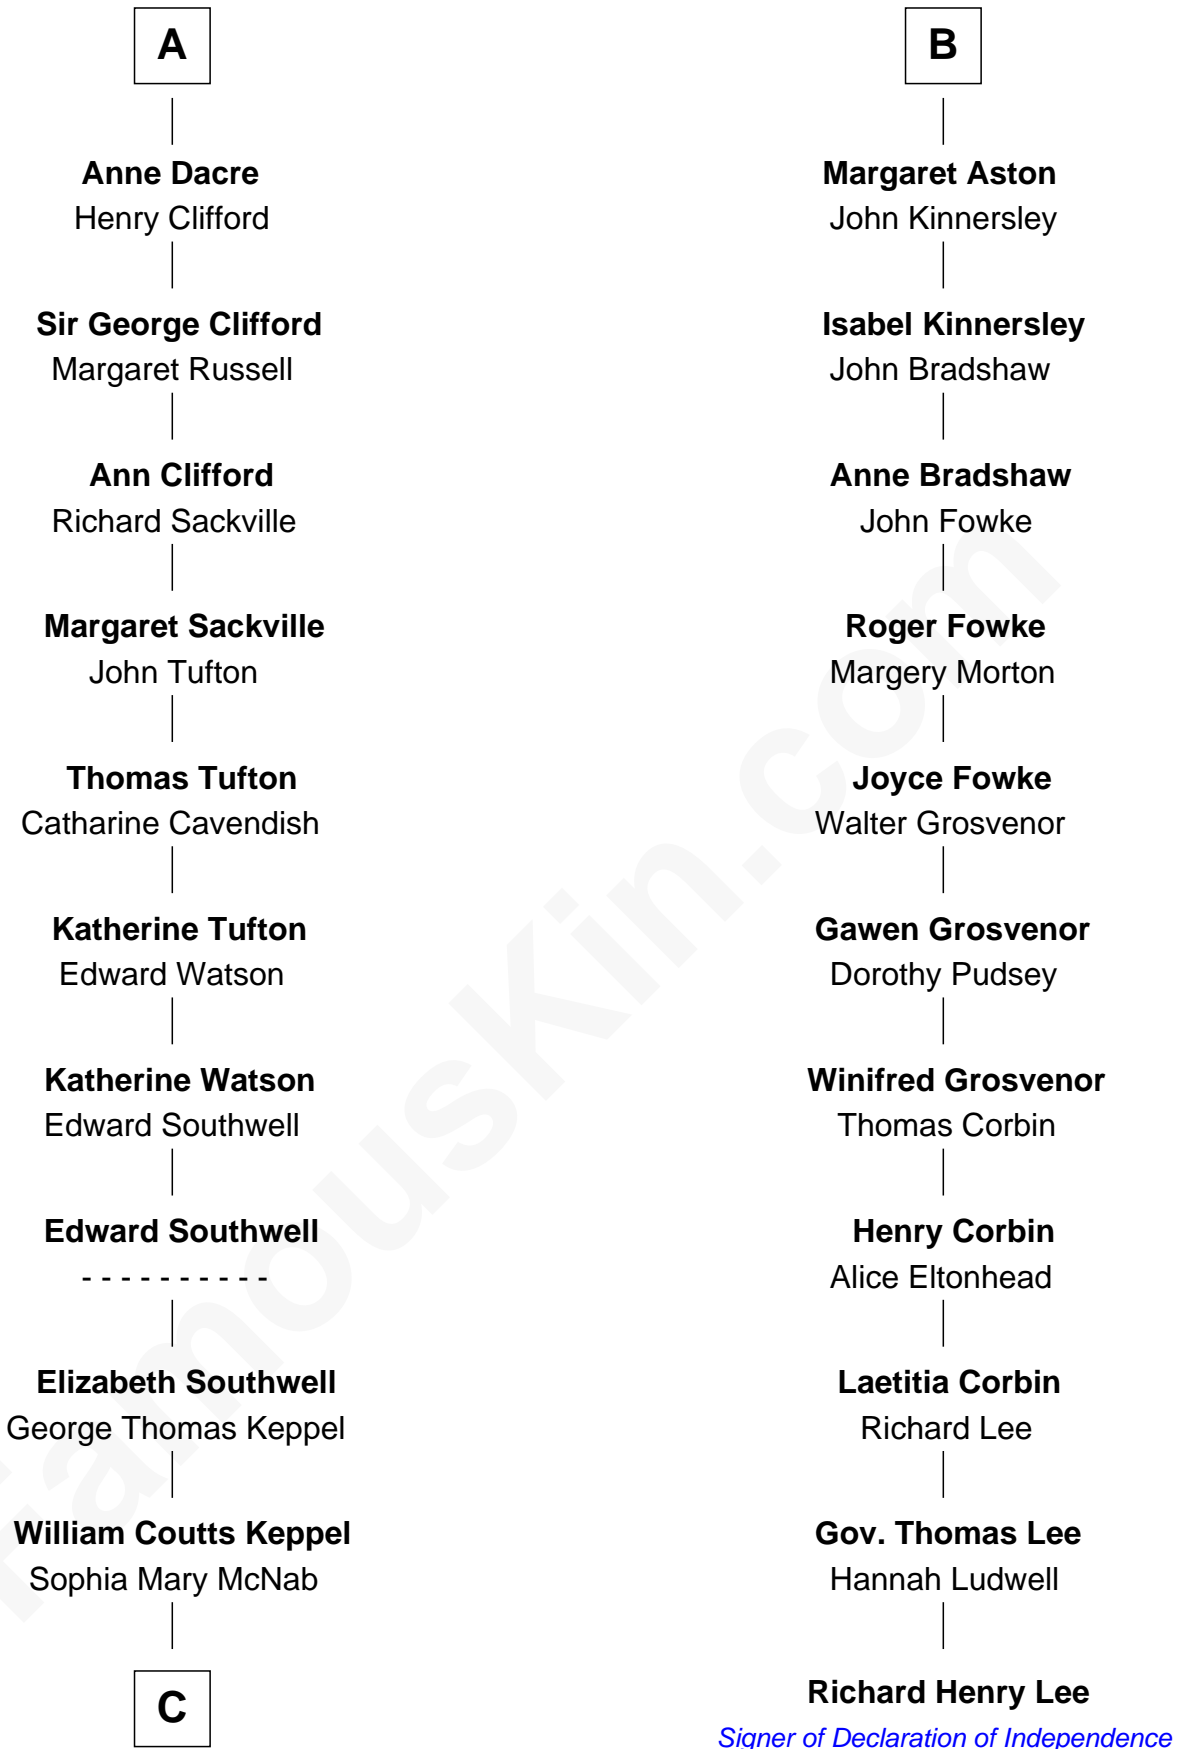 A
Anne Dacre
Henry Clifford
Sir George Clifford
Margaret Russell
Ann Clifford
Richard Sackville
Margaret Sackville
John Tufton
Thomas Tufton
Catharine Cavendish
Katherine Tufton
Edward Watson
Katherine Watson
Edward Southwell
Edward Southwell
- - - - - - - - - -
Elizabeth Southwell
George Thomas Keppel
William Coutts Keppel
Sophia Mary McNab
C
B
Margaret Aston
John Kinnersley
Isabel Kinnersley
John Bradshaw
Anne Bradshaw
John Fowke
Roger Fowke
Margery Morton
Joyce Fowke
Walter Grosvenor
Gawen Grosvenor
Dorothy Pudsey
Winifred Grosvenor
Thomas Corbin
Henry Corbin
Alice Eltonhead
Laetitia Corbin
Richard Lee
Gov. Thomas Lee
Hannah Ludwell
Richard Henry Lee
Signer of Declaration of Independence
FamousKin.com